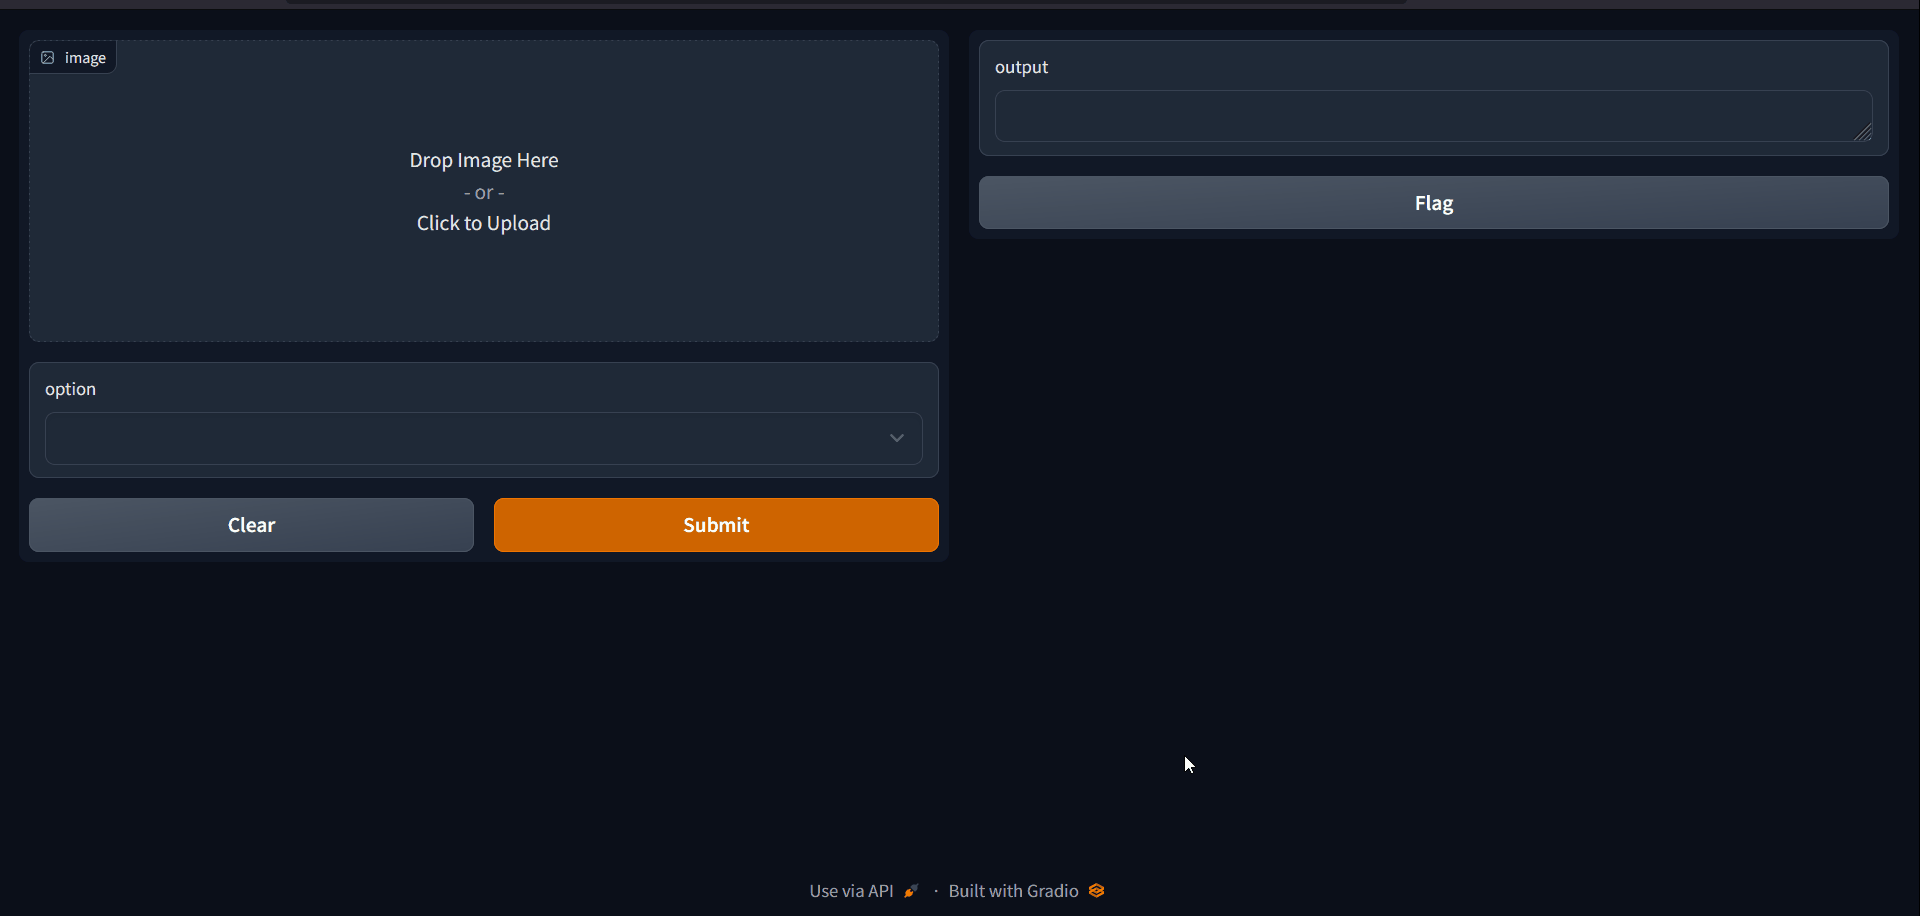 image
Drop Image Here
- or -
Click to Upload
option
Clear
Submit
output
Flag
Use via API · Built with Gradio